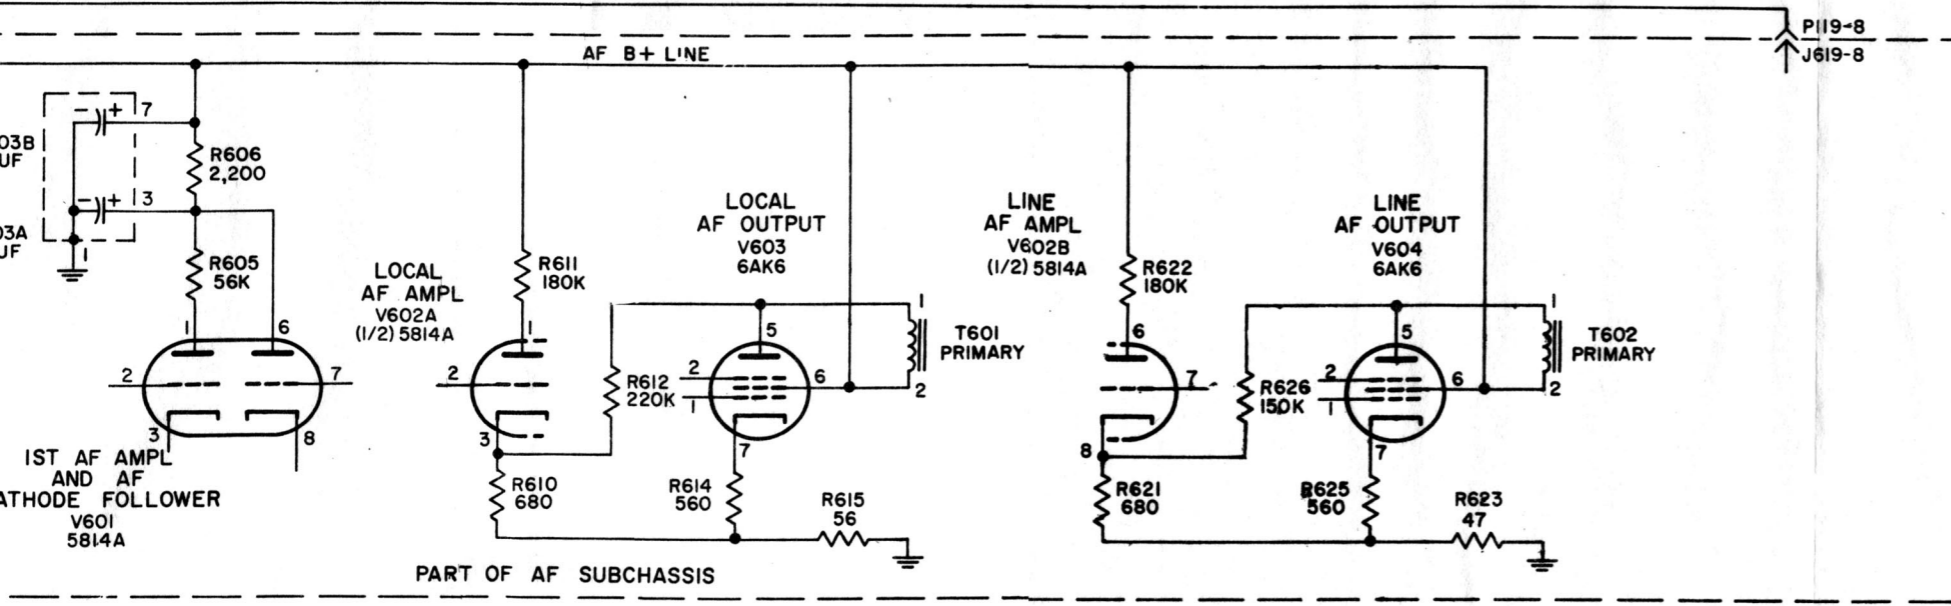 P119-8
J619-8
AF B+ LINE
- + 7
03B
UF
R606
2,200
- + 3
03A
UF
1
R605
56K
1 6
2 7
3 8
1ST AF AMPL
AND AF
ATHODE FOLLOWER
V601
5814A
LOCAL
AF AMPL
V602A
(1/2) 5814A
R611
180K
1
2
3
R610
680
R612
220K
LOCAL
AF OUTPUT
V603
6AK6
5
2
1
6
7
R614
560
R615
56
1
2
T601
PRIMARY
LINE
AF AMPL
V602B
(1/2) 5814A
R622
180K
6
7
8
R621
680
R626
150K
LINE
AF OUTPUT
V604
6AK6
5
2
1
6
7
R625
560
R623
47
1
2
T602
PRIMARY
PART OF AF SUBCHASSIS